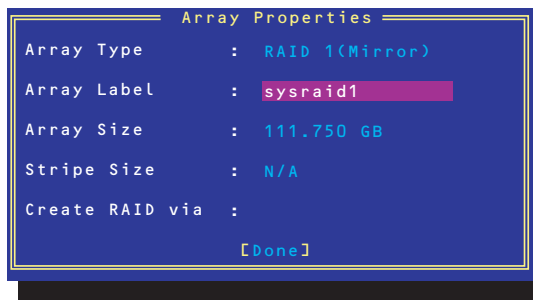 Array Properties
Array Type : RAID 1(Mirror)
Array Label : sysraid1
Array Size : 111.750 GB
Stripe Size : N/A
Create RAID via :
[Done]